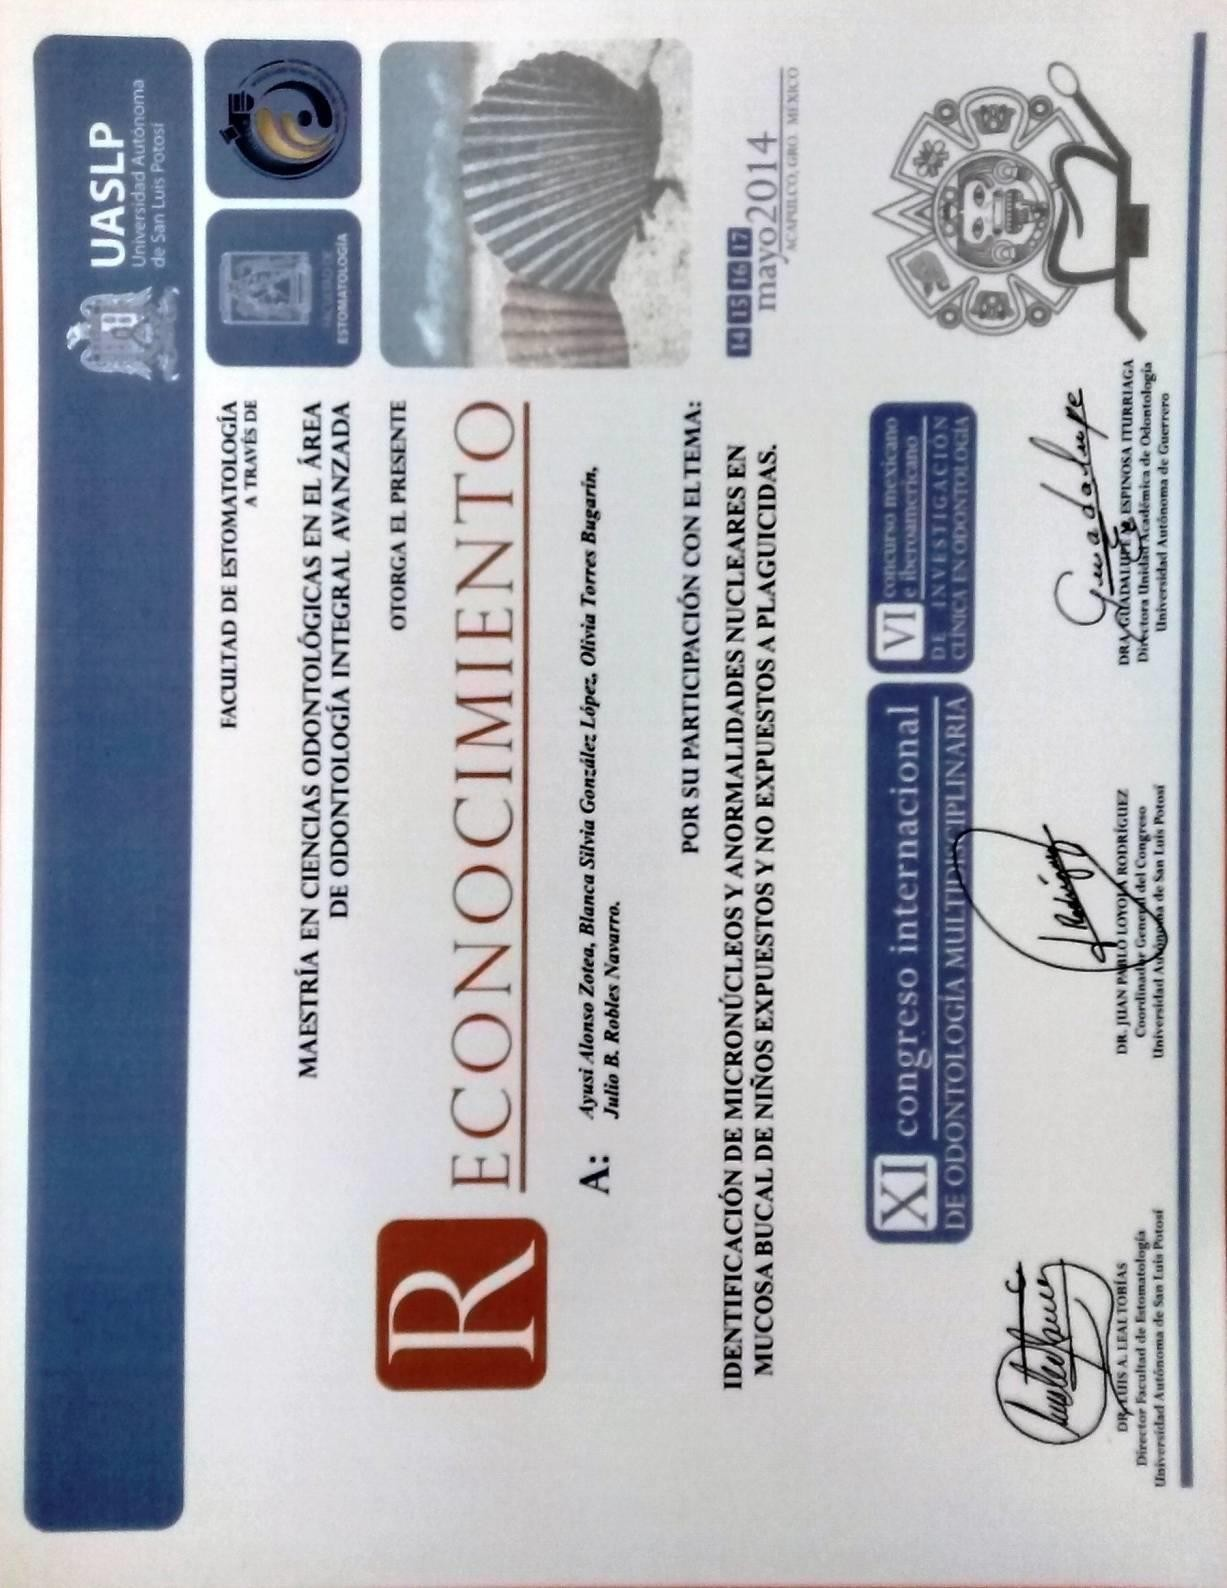 UASLP
Universidad Autónoma
de San Luis Potosí
FACULTAD DE ESTOMATOLOGÍA
A TRAVÉS DE
FACULTAD DE
ESTOMATOLOGÍA
MAESTRÍA EN CIENCIAS ODONTOLÓGICAS EN EL ÁREA
DE ODONTOLOGÍA INTEGRAL AVANZADA
OTORGA EL PRESENTE
RECONOCIMIENTO
A: Ayusi Alonso Zotea, Blanca Silvia González López, Olivia Torres Bugarín,
Julio B. Robles Navarro.
POR SU PARTICIPACIÓN CON EL TEMA:
IDENTIFICACIÓN DE MICRONÚCLEOS Y ANORMALIDADES NUCLEARES EN
MUCOSA BUCAL DE NIÑOS EXPUESTOS Y NO EXPUESTOS A PLAGUICIDAS.
14 15 16 17
mayo2014
ACAPULCO, GRO. MÉXICO
XI congreso internacional
DE ODONTOLOGÍA MULTIDISCIPLINARIA
VI concurso mexicano
e iberoamericano
DE INVESTIGACIÓN
CLÍNICA EN ODONTOLOGÍA
DR. LUIS A. LEAL TOBÍAS
Director Facultad de Estomatología
Universidad Autónoma de San Luis Potosí
J Rodríguez
DR. JUAN PABLO LOYOLA RODRÍGUEZ
Coordinador General del Congreso
Universidad Autónoma de San Luis Potosí
Guadalupe
DRA. GUADALUPE ESPINOSA ITURRIAGA
Directora Unidad Académica de Odontología
Universidad Autónoma de Guerrero